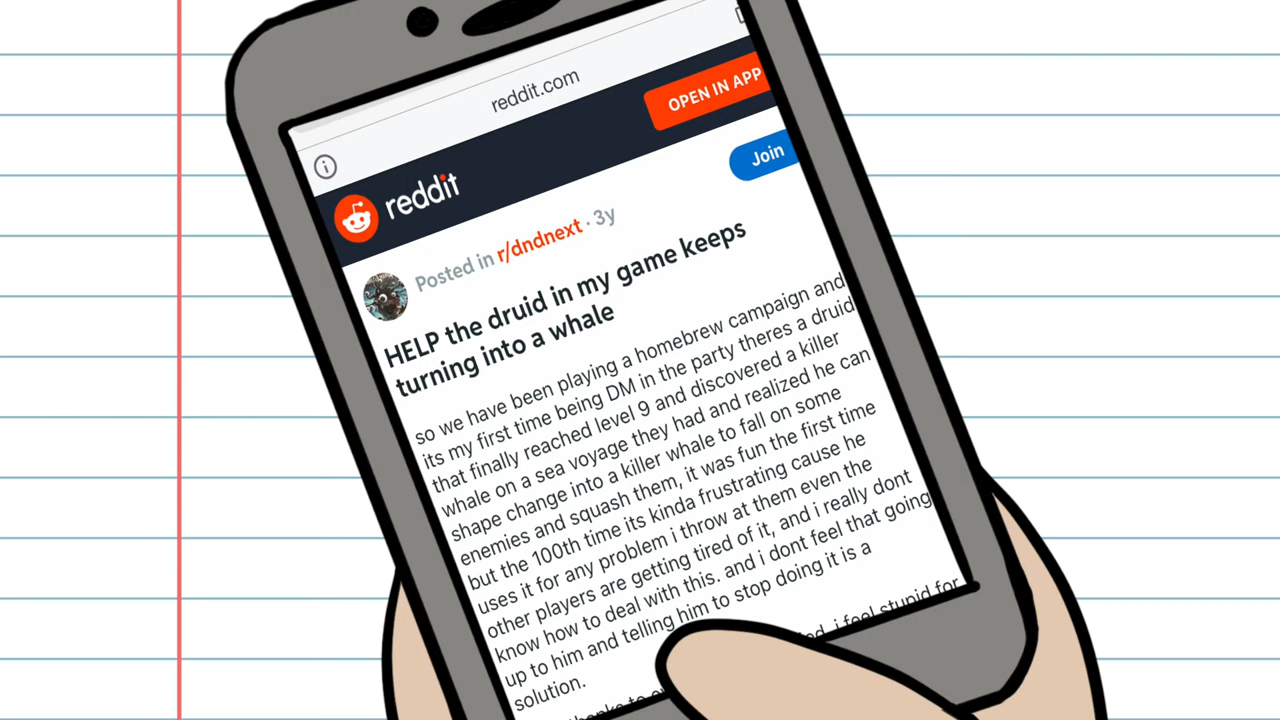 reddit.com
OPEN IN APP
reddit
Join
Posted in r/dndnext · 3y
HELP the druid in my game keeps
turning into a whale
so we have been playing a homebrew campaign and
its my first time being DM in the party theres a druid
that finally reached level 9 and discovered a killer
whale on a sea voyage they had and realized he can
shape change into a killer whale to fall on some
enemies and squash them, it was fun the first time
but the 100th time its kinda frustrating cause he
uses it for any problem i throw at them even the
other players are getting tired of it, and i really dont
know how to deal with this. and i dont feel that going
up to him and telling him to stop doing it is a
solution.
i feel stupid for
thanks to